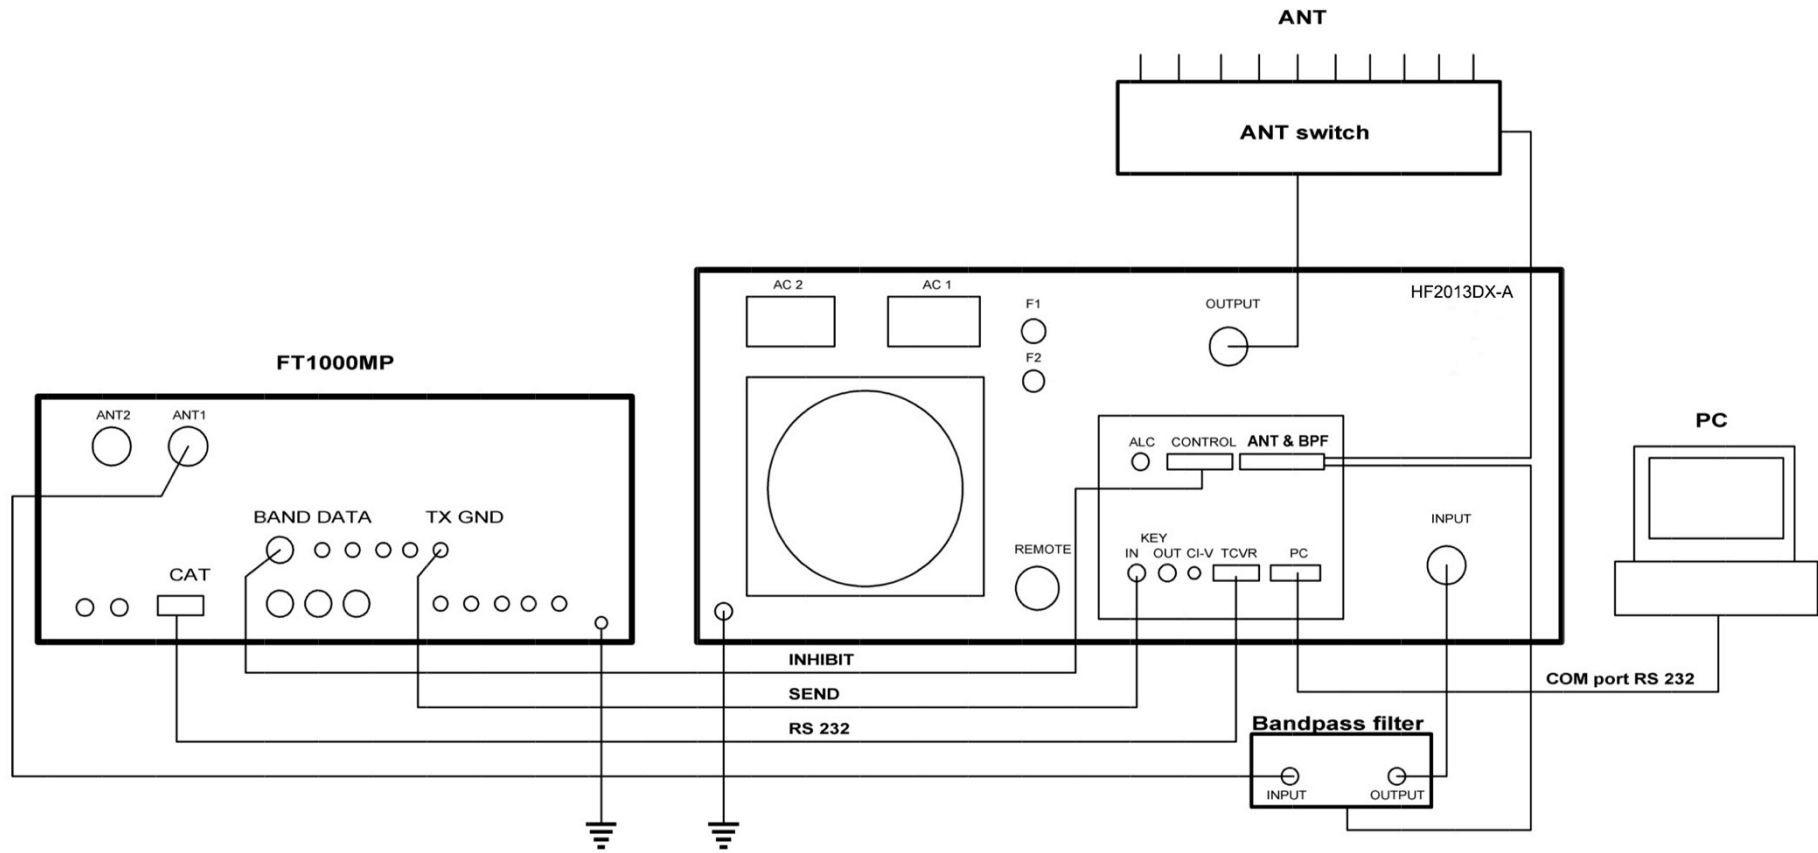 ANT
ANT switch
AC 2
AC 1
F1
OUTPUT
HF2013DX-A
F2
FT1000MP
ANT2
ANT1
ALC
CONTROL
ANT & BPF
PC
BAND DATA
TX GND
INPUT
CAT
REMOTE
KEY
IN
OUT
CI-V
TCVR
PC
INHIBIT
SEND
RS 232
COM port RS 232
Bandpass filter
INPUT
OUTPUT